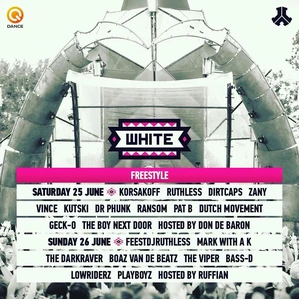 Q
DANCE
WHITE
FREESTYLE
SATURDAY 25 JUNE KORSAKOFF RUTHLESS DIRTCAPS ZANY
VINCE KUTSKI DR PHUNK RANSOM PAT B DUTCH MOVEMENT
GECK-O THE BOY NEXT DOOR HOSTED BY DON DE BARON
SUNDAY 26 JUNE FEESTDJRUTHLESS MARK WITH A K
THE DARKRAVER BOAZ VAN DE BEATZ THE VIPER BASS-D
LOWRIDERZ PLAYBOYZ HOSTED BY RUFFIAN